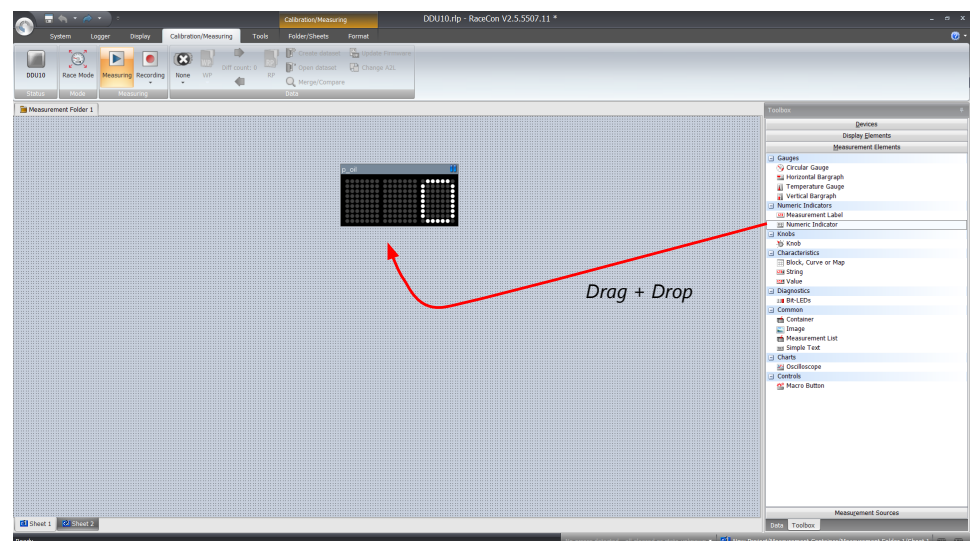 Calibration/Measuring
DDU10.rlp - RaceCon V2.5.5507.11 *
System Logger Display Calibration/Measuring Tools Folder/Sheets Format
Create dataset Update Firmware
Diff count: 0 Open dataset Change A2L
DDU10 Race Mode Measuring Recording None WP RP
Merge/Compare
Status Mode Measuring Data
Measurement Folder 1
Toolbox
Devices
Display Elements
Measurement Elements
Gauges
Circular Gauge
Horizontal Bargraph
Temperature Gauge
Vertical Bargraph
Numeric Indicators
Measurement Label
Numeric Indicator
Knobs
Knob
Characteristics
Block, Curve or Map
String
Value
Diagnostics
Bit-LEDs
Common
Container
Image
Measurement List
Simple Text
Charts
Oscilloscope
Controls
Macro Button
p_oil
0
Drag + Drop
Measurement Sources
Sheet 1 Sheet 2
Data Toolbox